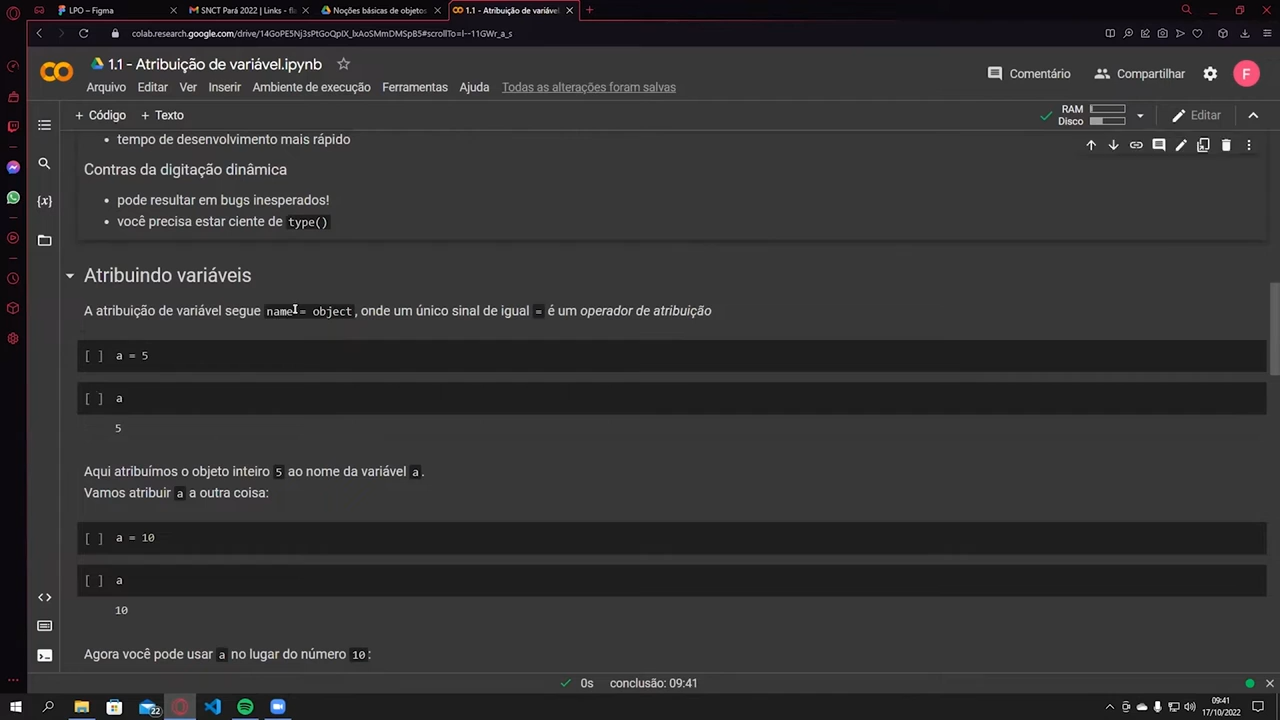 LPO – Figma
SNCT Pará 2022 | Links - fl
Noções básicas de objetos
1.1 - Atribuição de variável
colab.research.google.com/drive/
1.1 - Atribuição de variável.ipynb
Comentário
Compartilhar
F
Arquivo Editar Ver Inserir Ambiente de execução Ferramentas Ajuda Todas as alterações foram salvas
+ Código + Texto
RAM
Disco
Editar
• tempo de desenvolvimento mais rápido
Contras da digitação dinâmica
• pode resultar em bugs inesperados!
• você precisa estar ciente de type()
Atribuindo variáveis
A atribuição de variável segue name = object, onde um único sinal de igual = é um operador de atribuição
[ ] a = 5
[ ] a
5
Aqui atribuímos o objeto inteiro 5 ao nome da variável a.
Vamos atribuir a a outra coisa:
[ ] a = 10
[ ] a
10
Agora você pode usar a no lugar do número 10:
0s conclusão: 09:41
22
09:41
17/10/2022